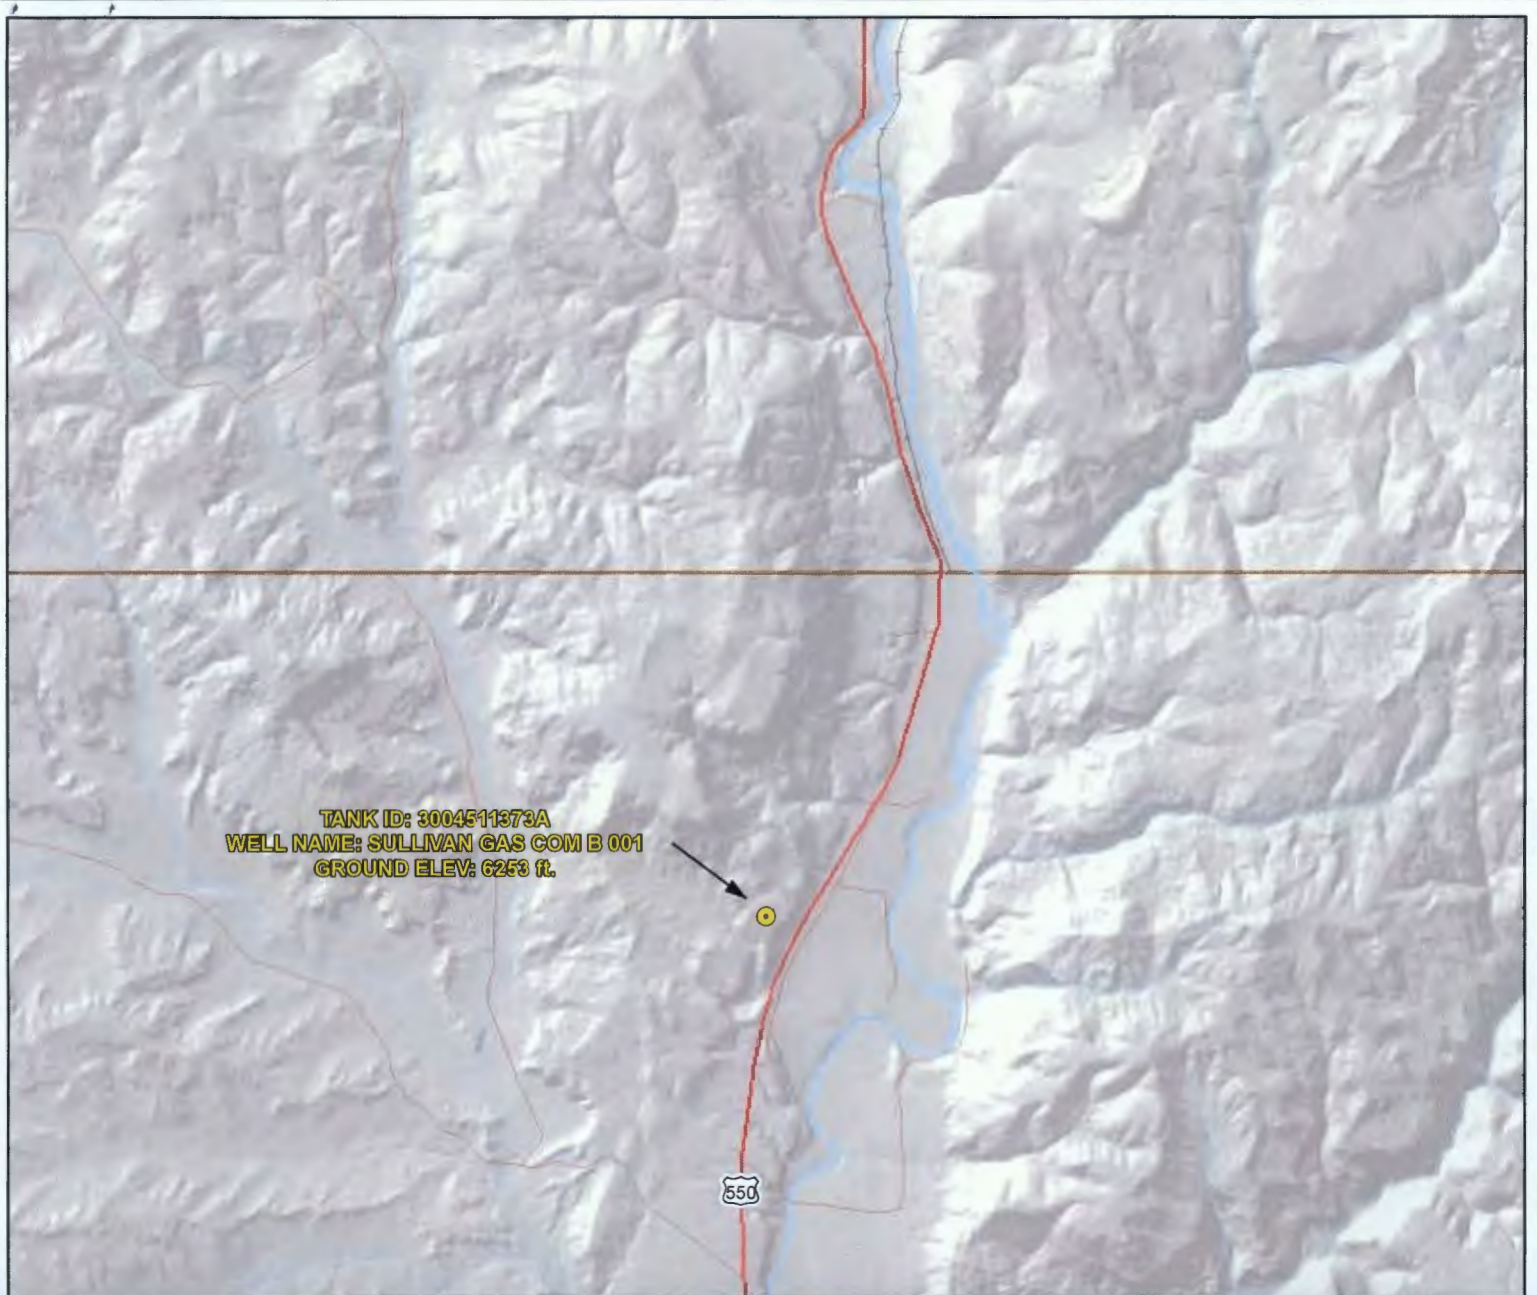 TANK ID: 3004511373A
WELL NAME: SULLIVAN GAS COM B 001
GROUND ELEV: 6253 ft.
550